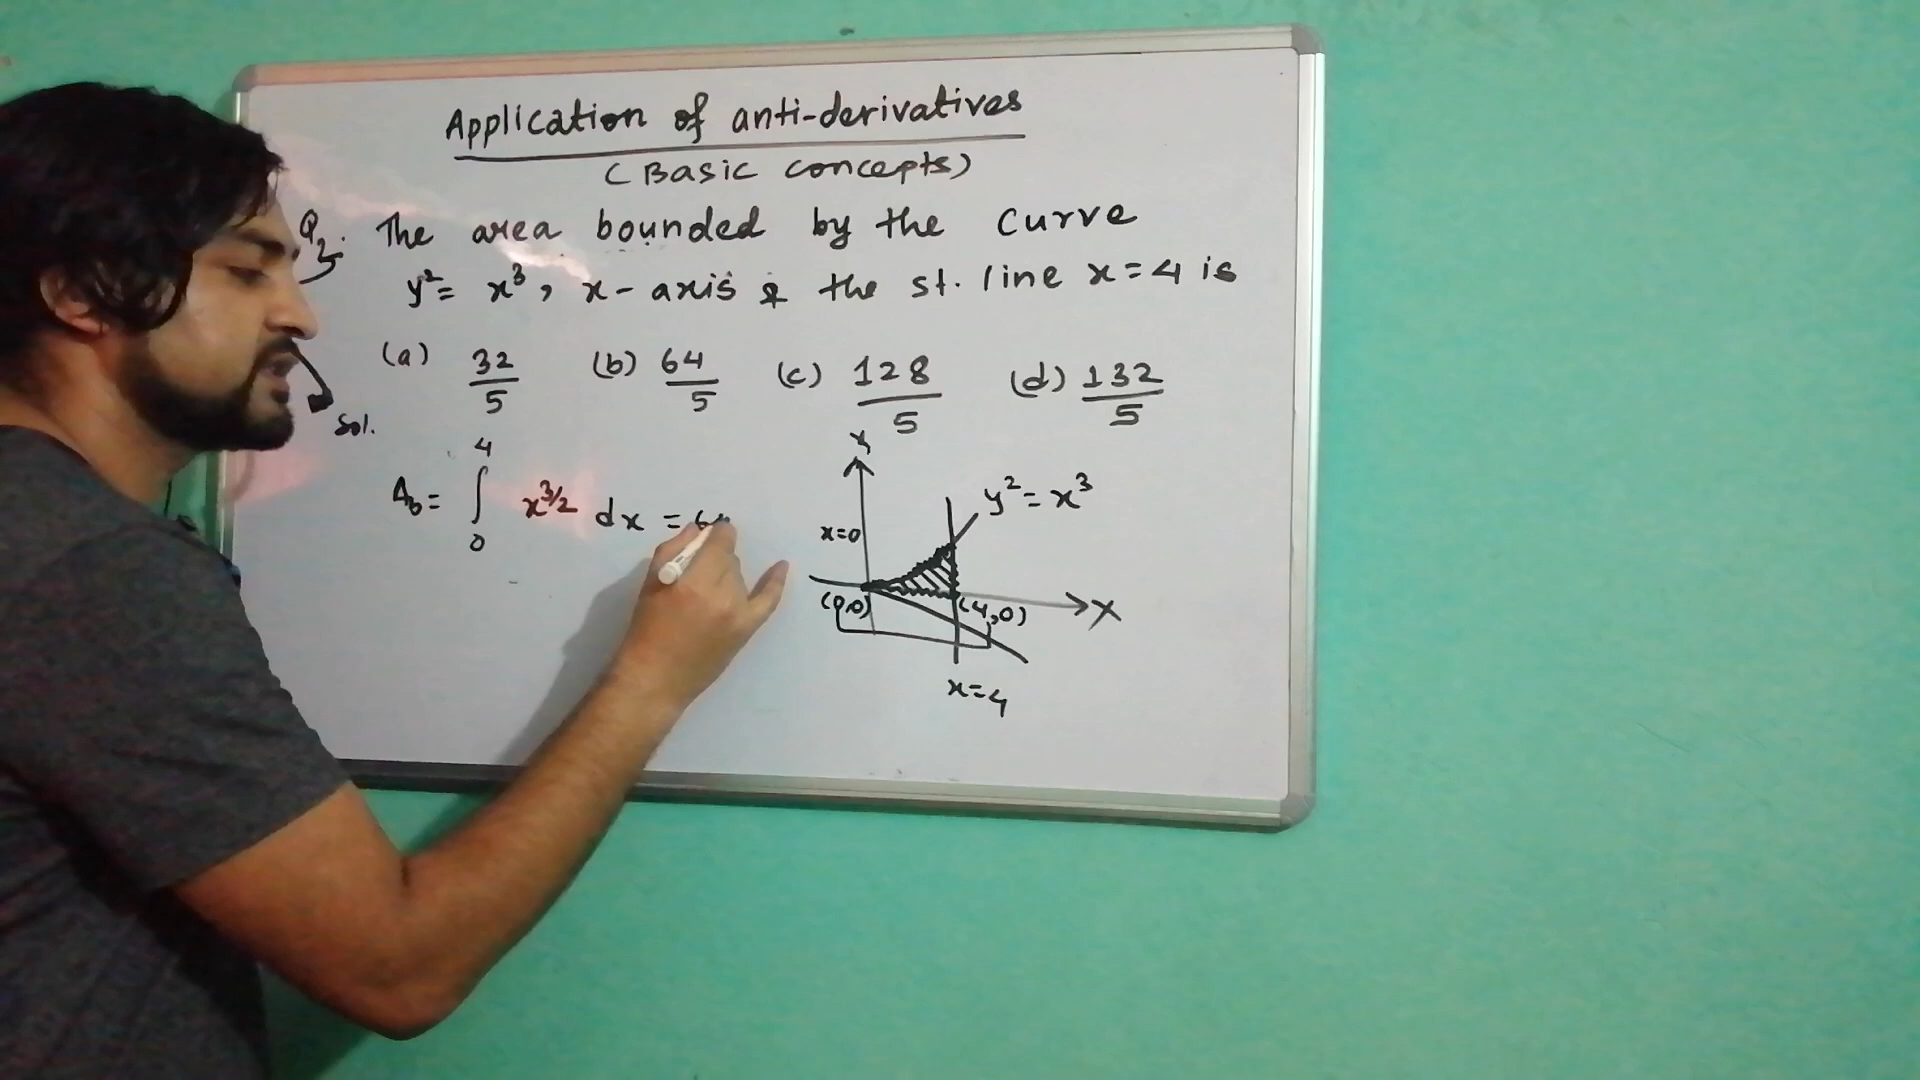 Application of anti-derivatives
(Basic concepts)
Q2. The area bounded by the curve
y²= x³, x-axis & the st. line x=4 is
(a) 32/5 (b) 64/5 (c) 128/5 (d) 132/5
Sol.
Ab = ∫₀⁴ x^3/2 dx = 64
y²= x³
x=0
(0,0)
(4,0)
X
x=4